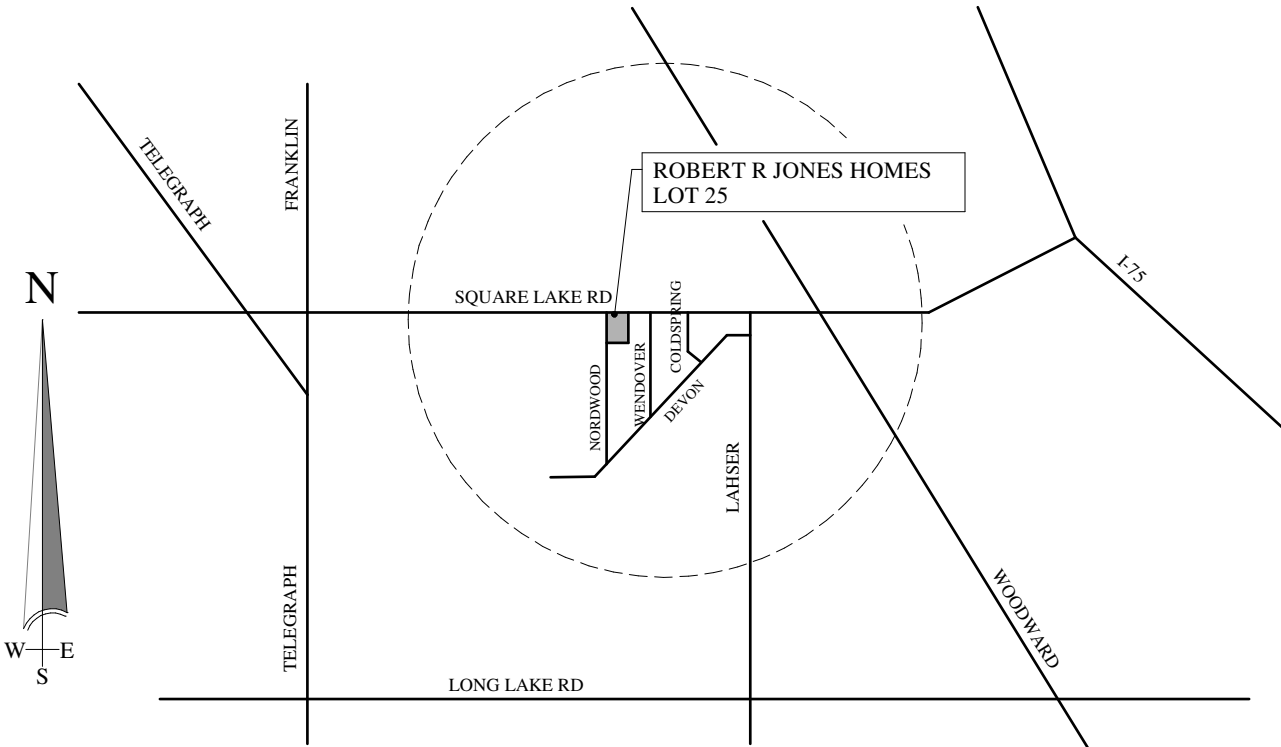 TELEGRAPH
FRANKLIN
ROBERT R JONES HOMES
LOT 25
I-75
N
SQUARE LAKE RD
COLDSPRING
WENDOVER
NORDWOOD
DEVON
LAHSER
W
E
S
TELEGRAPH
WOODWARD
LONG LAKE RD